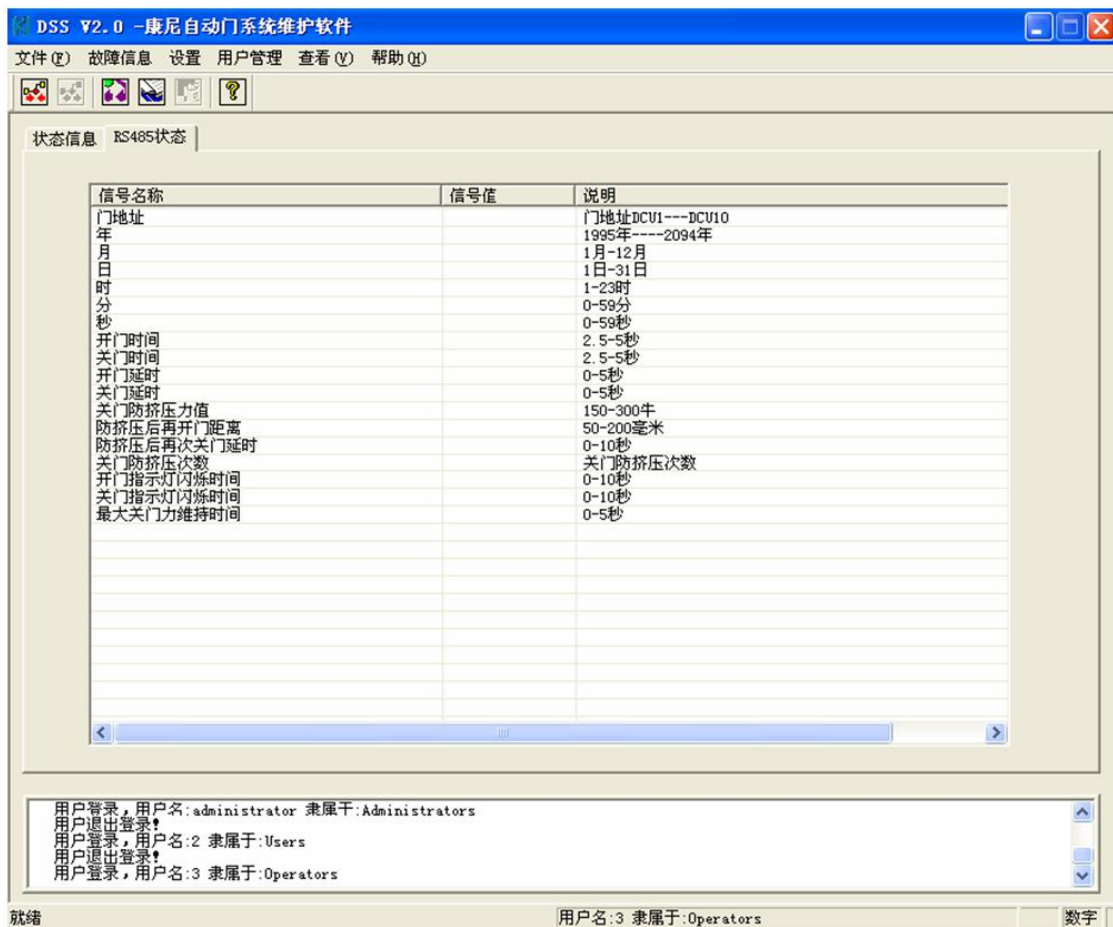 DSS V2.0 -康尼自动门系统维护软件
文件(F) 故障信息 设置 用户管理 查看(V) 帮助(H)
状态信息 RS485状态
信号名称 信号值 说明
门地址 门地址DCU1---DCU10
年 1995年----2094年
月 1月-12月
日 1日-31日
时 1-23时
分 0-59分
秒 0-59秒
开门时间 2.5-5秒
关门时间 2.5-5秒
开门延时 0-5秒
关门延时 0-5秒
关门防挤压力值 150-300牛
防挤压后再开门距离 50-200毫米
防挤压后再次关门延时 0-10秒
关门防挤压次数 关门防挤压次数
开门指示灯闪烁时间 0-10秒
关门指示灯闪烁时间 0-10秒
最大关门力维持时间 0-5秒
用户登录,用户名:administrator 隶属于:Administrators
用户退出登录!
用户登录,用户名:2 隶属于:Users
用户退出登录!
用户登录,用户名:3 隶属于:Operators
就绪 用户名:3 隶属于:Operators 数字